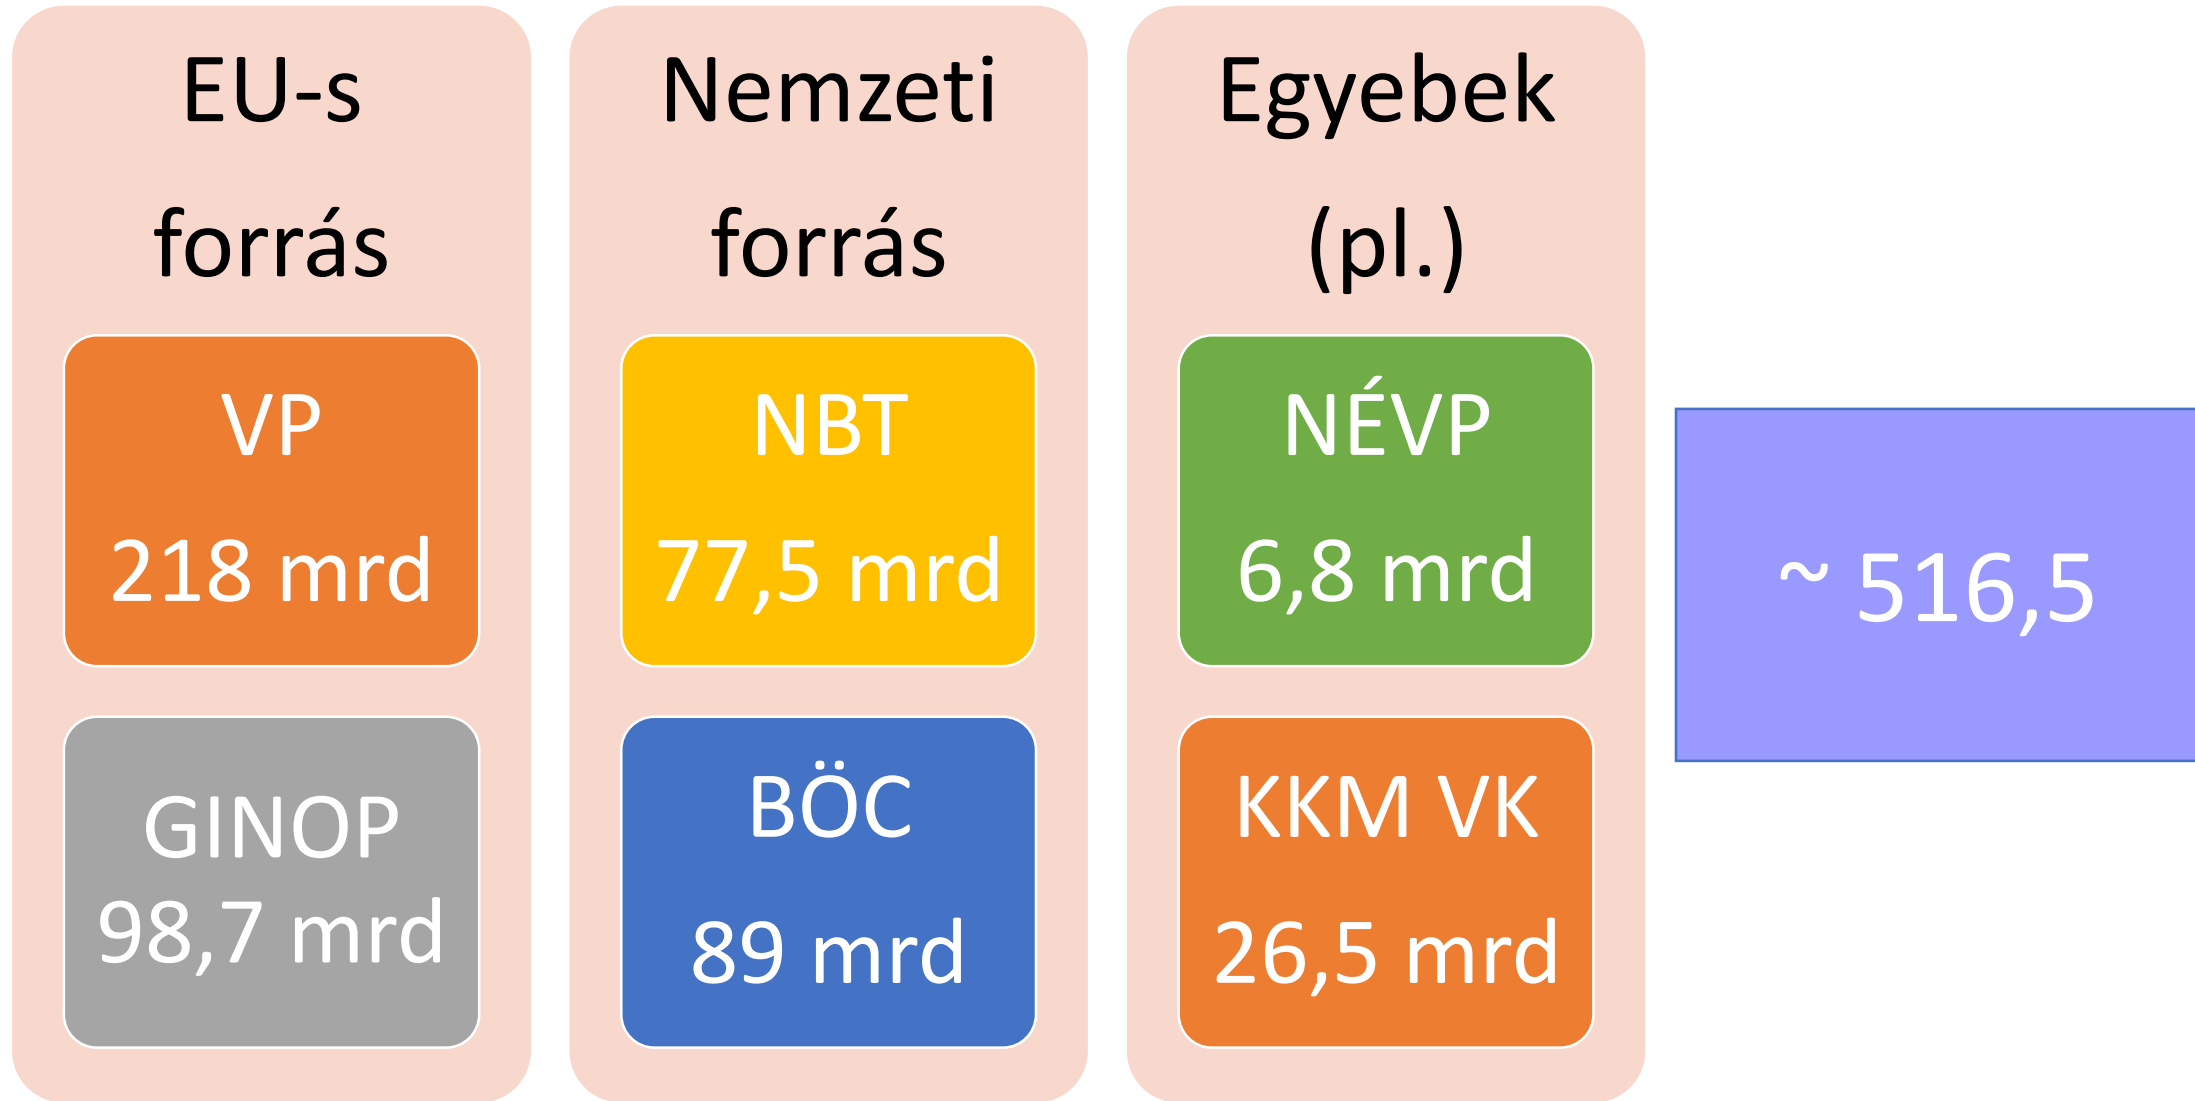 EU-s
forrás
VP
218 mrd
GINOP
98,7 mrd
Nemzeti
forrás
NBT
77,5 mrd
BÖC
89 mrd
Egyebek
(pl.)
NÉVP
6,8 mrd
KKM VK
26,5 mrd
~ 516,5